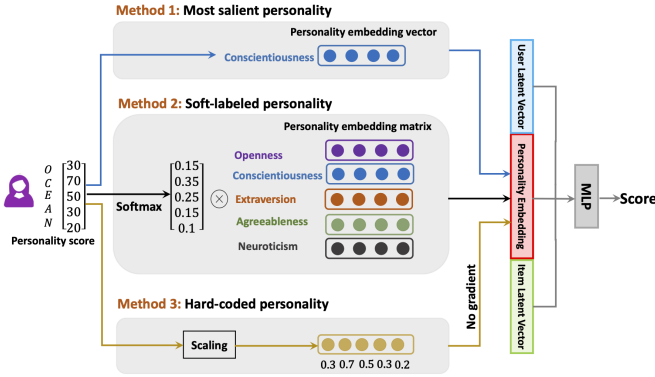 Method 1: Most salient personality
Personality embedding vector
Conscientiousness
Method 2: Soft-labeled personality
Personality embedding matrix
O
C
E
A
N
30
70
50
30
20
Personality score
Softmax
0.15
0.35
0.25
0.15
0.1
Openness
Conscientiousness
Extraversion
Agreeableness
Neuroticism
Method 3: Hard-coded personality
Scaling
0.3 0.7 0.5 0.3 0.2
No gradient
User Latent Vector
Personality Embedding
Item Latent Vector
MLP
Score